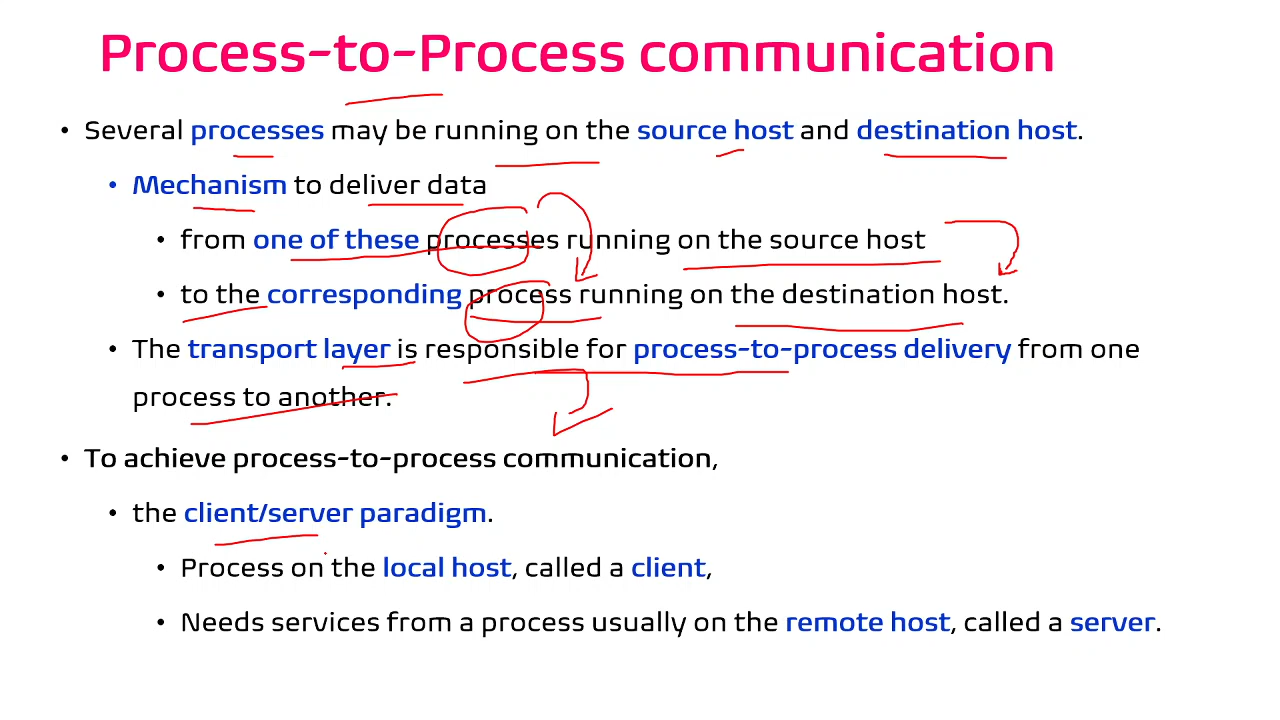 Process-to-Process communication
• Several processes may be running on the source host and destination host.
• Mechanism to deliver data
• from one of these processes running on the source host
• to the corresponding process running on the destination host.
• The transport layer is responsible for process-to-process delivery from one
process to another.
• To achieve process-to-process communication,
• the client/server paradigm.
• Process on the local host, called a client,
• Needs services from a process usually on the remote host, called a server.